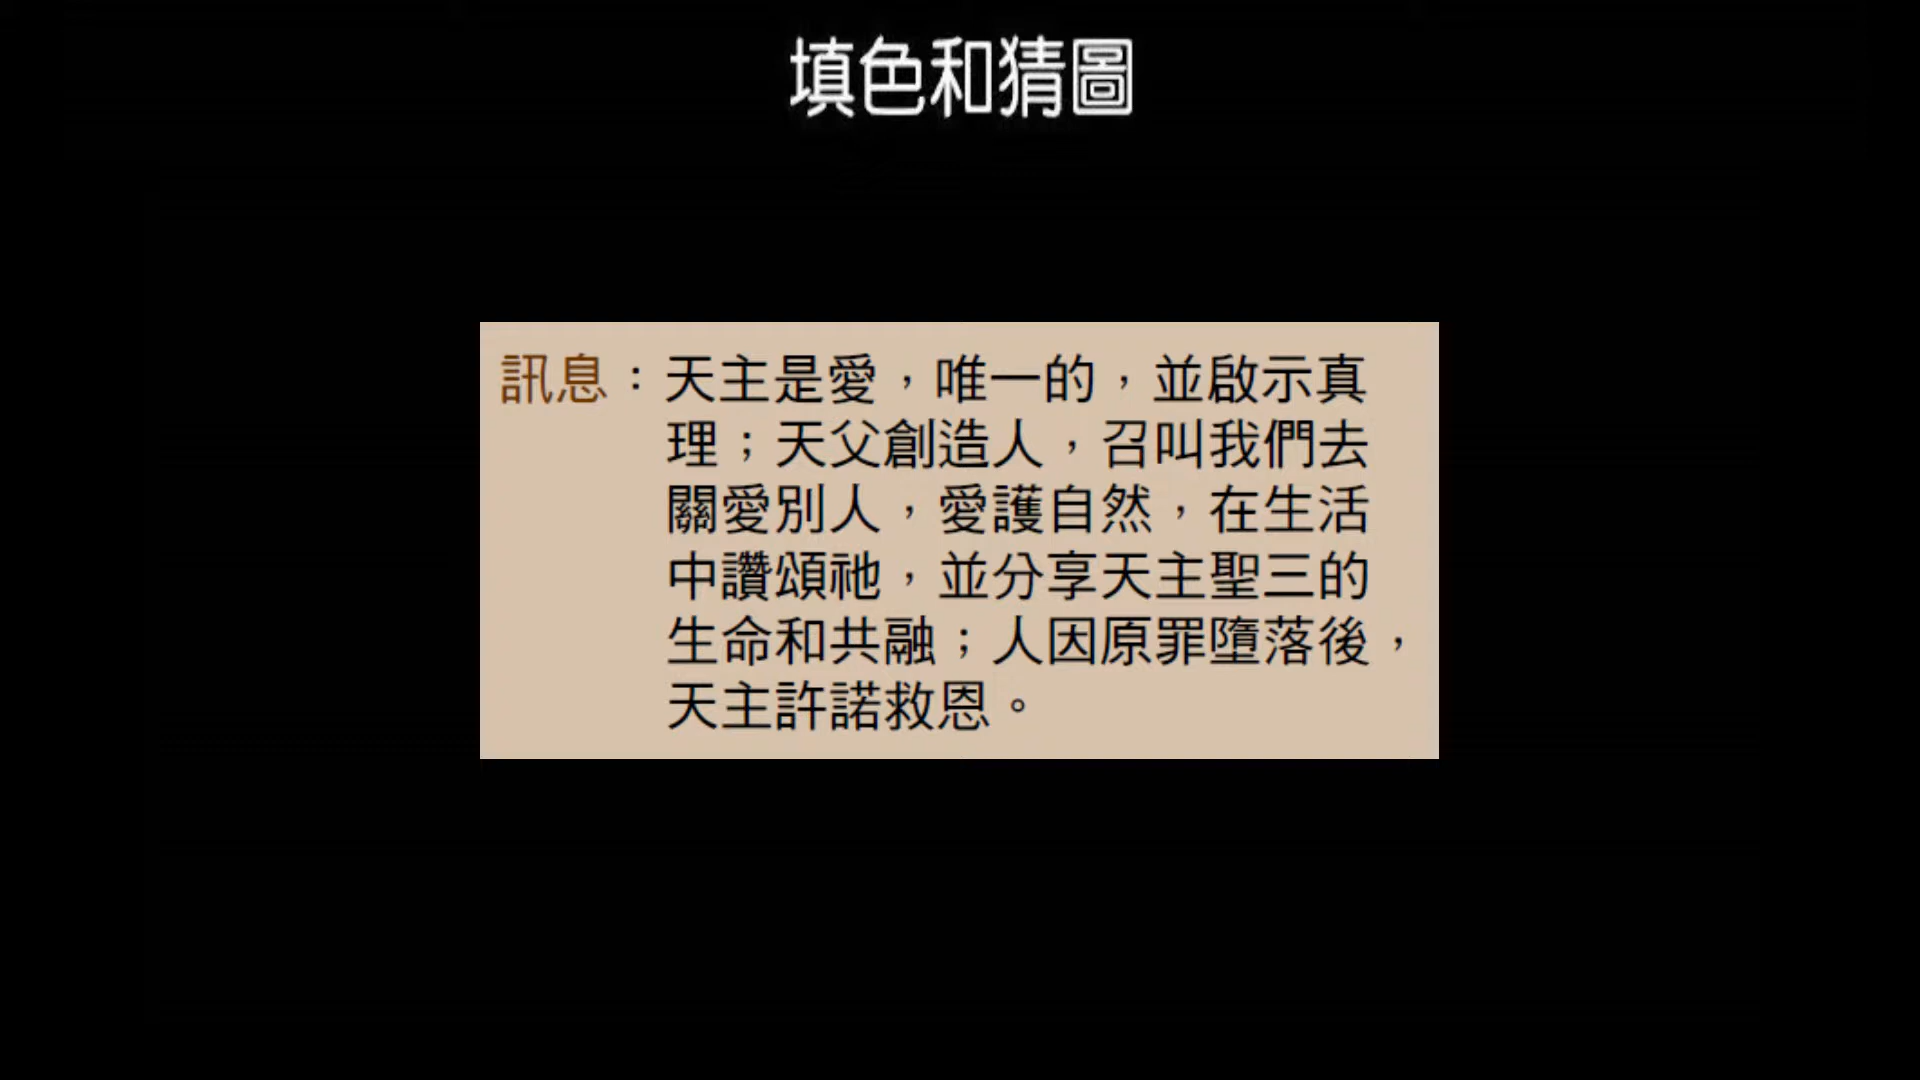 填色和猜圖
訊息：天主是愛，唯一的，並啟示真
理；天父創造人，召叫我們去
關愛別人，愛護自然，在生活
中讚頌祂，並分享天主聖三的
生命和共融；人因原罪墮落後，
天主許諾救恩。